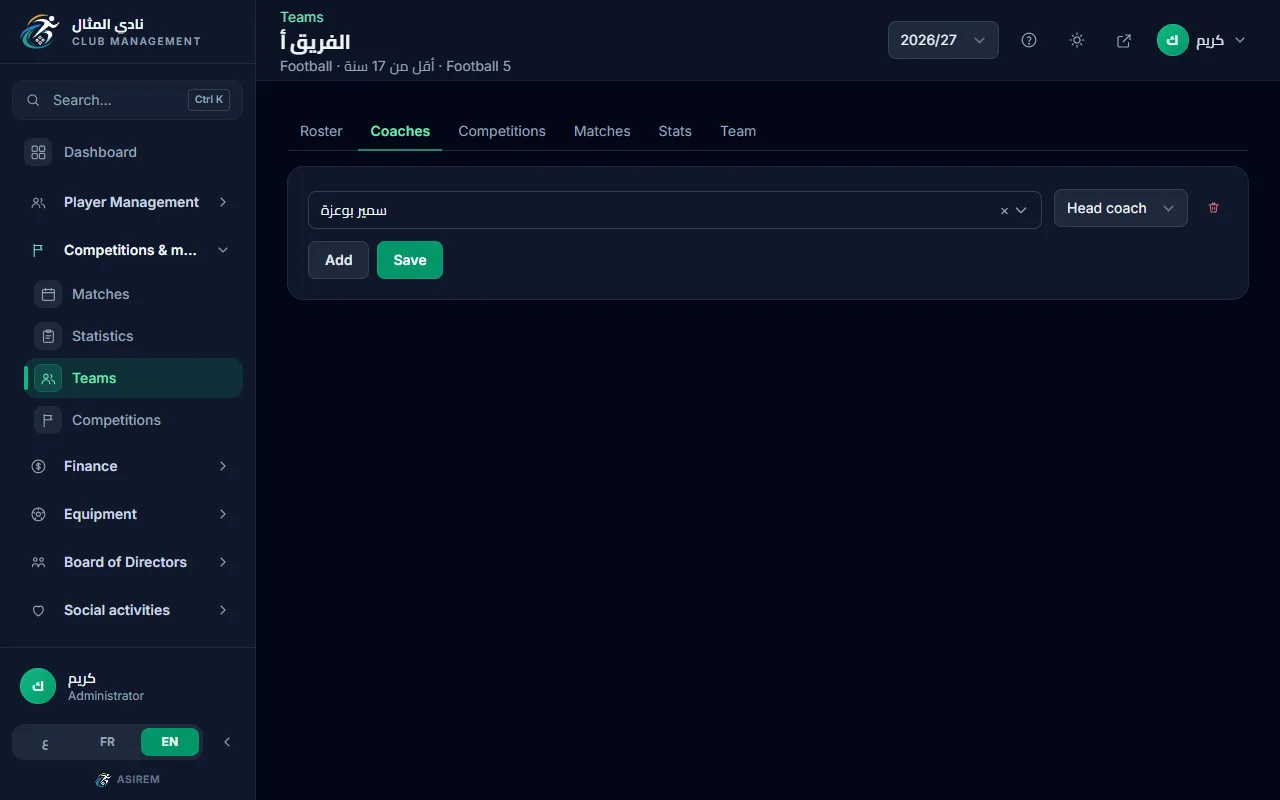 نادي المثال
CLUB MANAGEMENT
Search...
Ctrl K
Dashboard
Player Management
Competitions & m...
Matches
Statistics
Teams
Competitions
Finance
Equipment
Board of Directors
Social activities
ك
كريم
Administrator
ع
FR
EN
ASIREM
Teams
الفريق أ
Football · أقل من 17 سنة · Football 5
2026/27
ك
كريم
Roster
Coaches
Competitions
Matches
Stats
Team
سمير بوعزة
×
Head coach
Add
Save